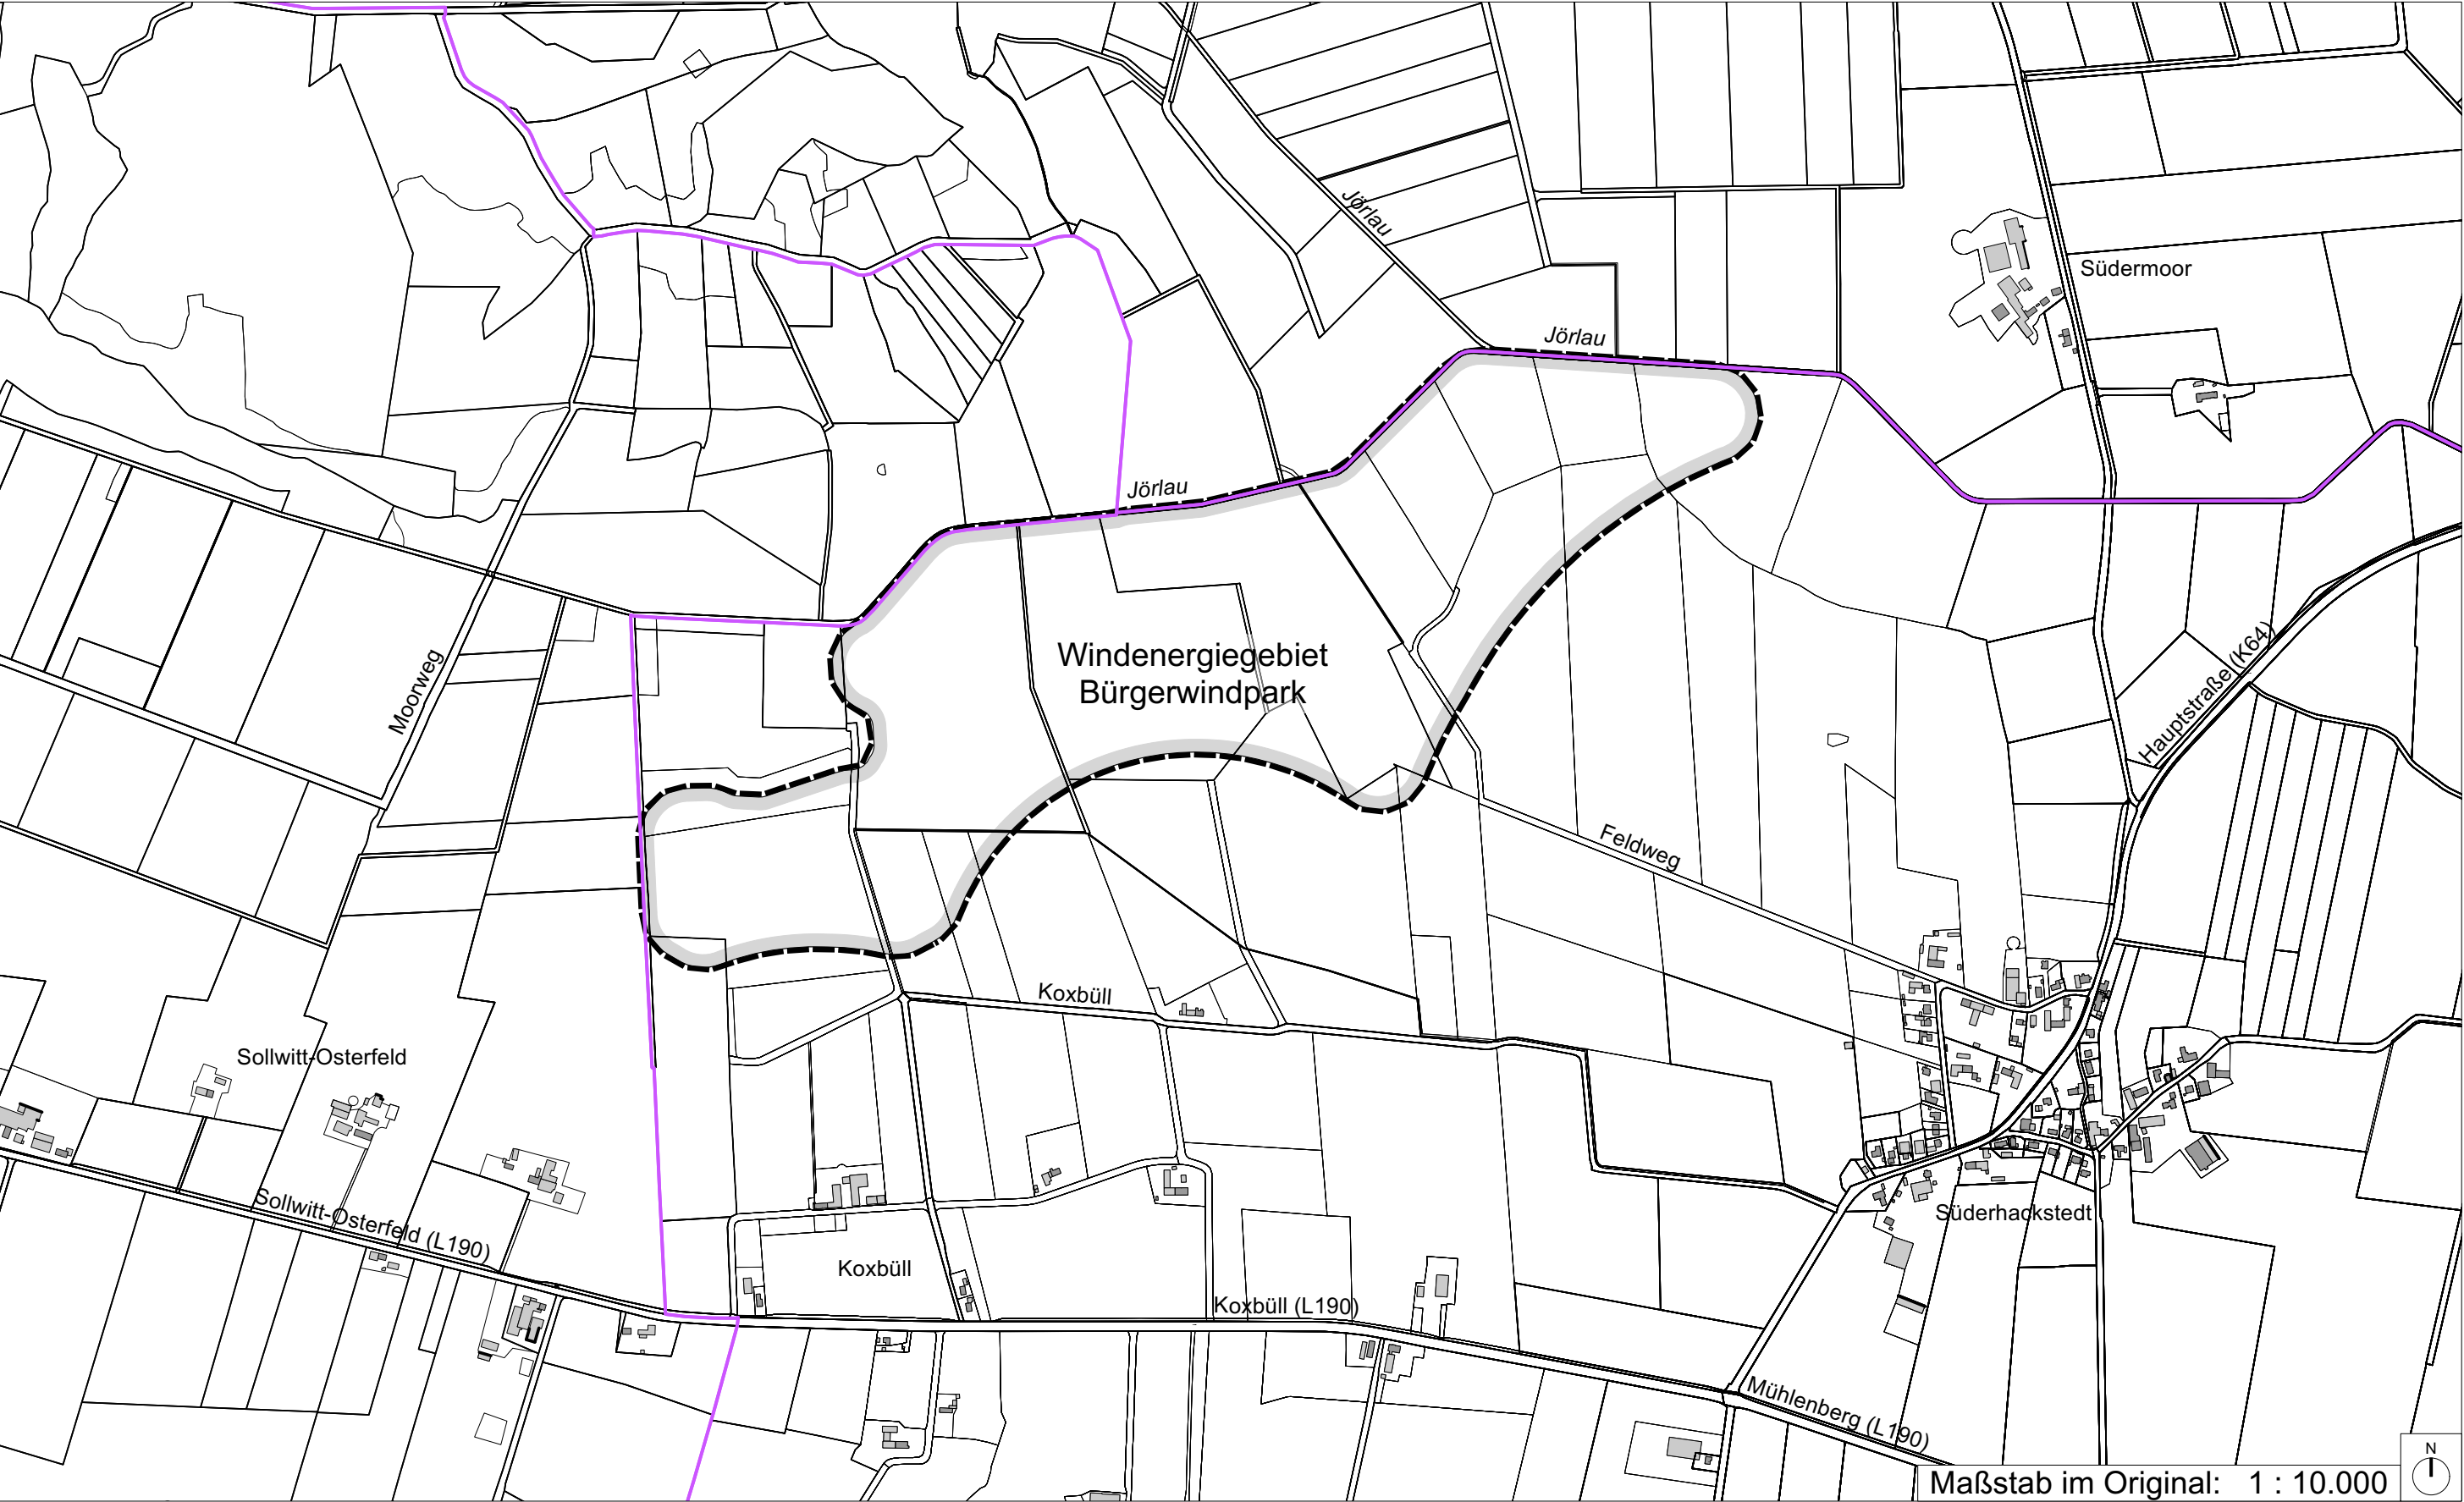 Jörlau
Südermoor
Jörlau
Jörlau
Windenergiegebiet
Bürgerwindpark
Moorweg
Hauptstraße (K64)
Feldweg
Koxbüll
Sollwitt-Osterfeld
Sollwitt-Osterfeld (L190)
Süderhackstedt
Koxbüll
Koxbüll (L190)
Mühlenberg (L190)
N
Maßstab im Original: 1 : 10.000